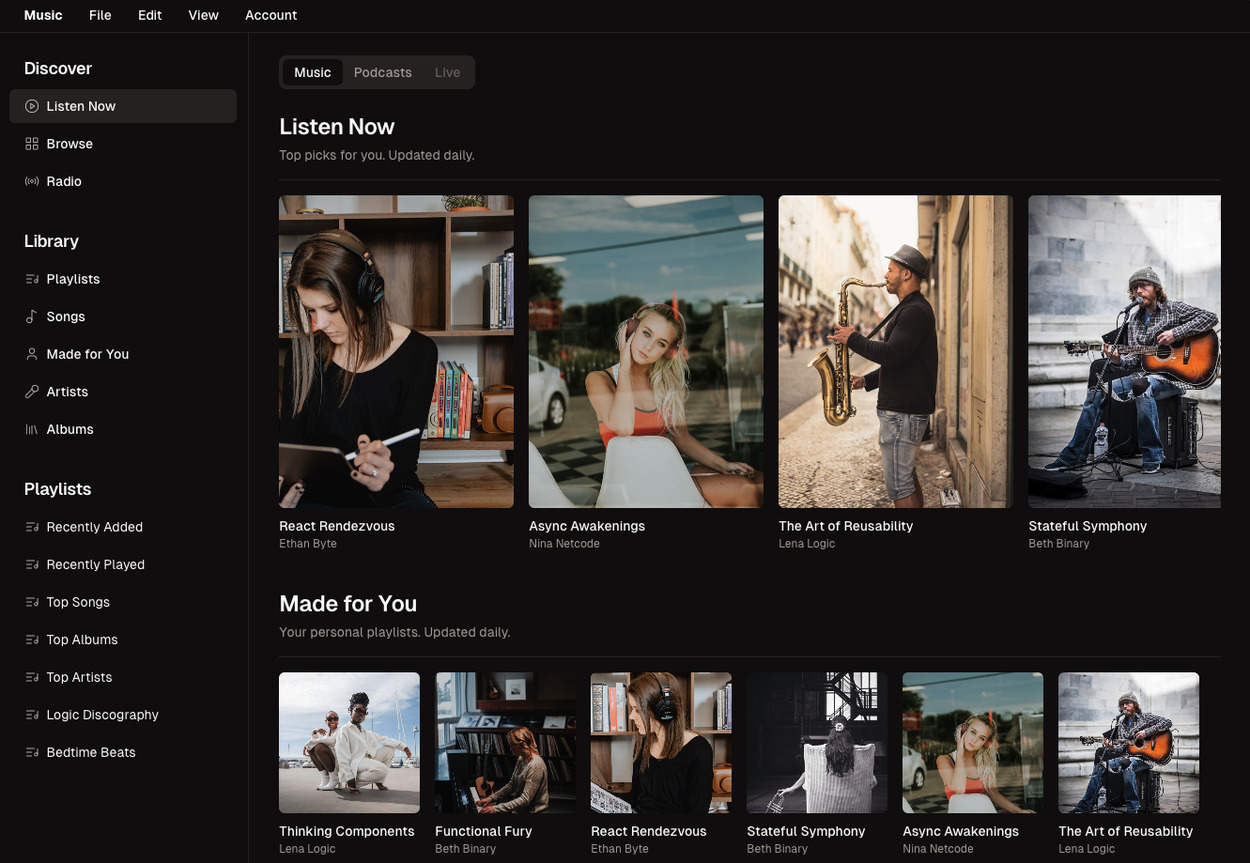 Music File Edit View Account
Discover
Listen Now
Browse
Radio
Library
Playlists
Songs
Made for You
Artists
Albums
Playlists
Recently Added
Recently Played
Top Songs
Top Albums
Top Artists
Logic Discography
Bedtime Beats
Music Podcasts Live
Listen Now
Top picks for you. Updated daily.
React Rendezvous
Ethan Byte
Async Awakenings
Nina Netcode
The Art of Reusability
Lena Logic
Stateful Symphony
Beth Binary
Made for You
Your personal playlists. Updated daily.
Thinking Components
Lena Logic
Functional Fury
Beth Binary
React Rendezvous
Ethan Byte
Stateful Symphony
Beth Binary
Async Awakenings
Nina Netcode
The Art of Reusability
Lena Logic